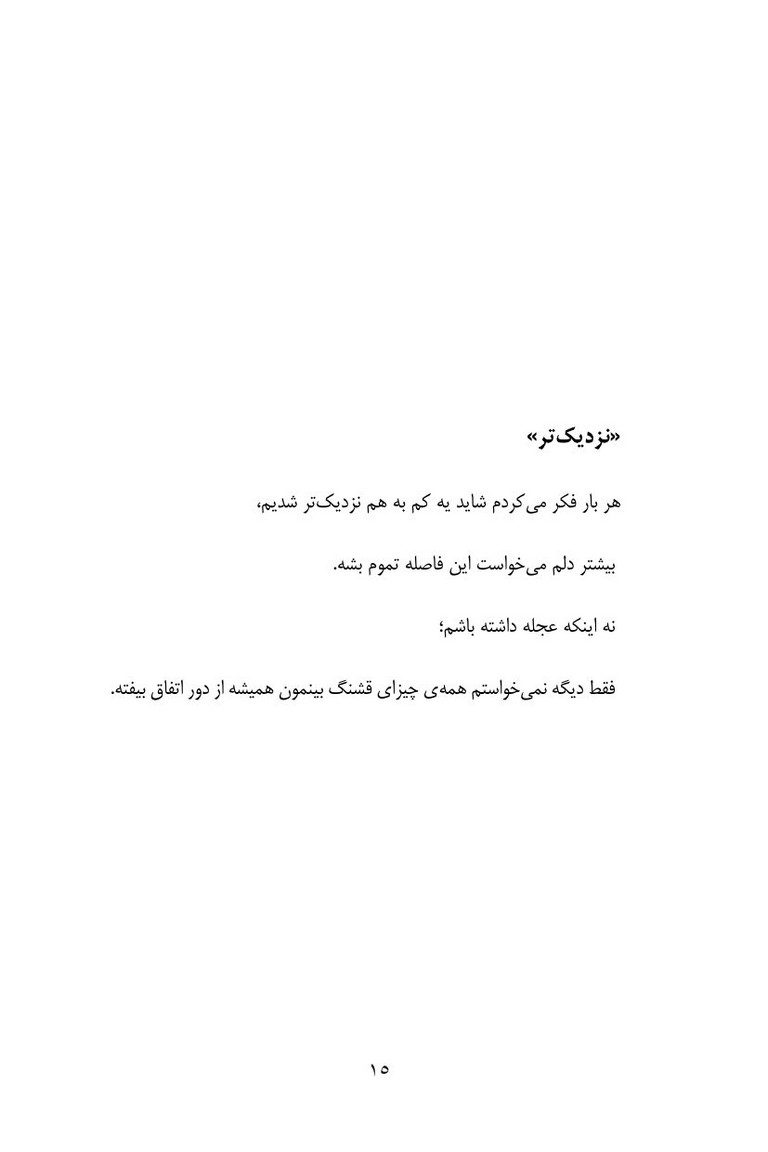 «نزدیک‌تر»
هر بار فکر می‌کردم شاید یه کم به هم نزدیک‌تر شدیم،
بیشتر دلم می‌خواست این فاصله تموم بشه.
نه اینکه عجله داشته باشم؛
فقط دیگه نمی‌خواستم همه‌ی چیزای قشنگ بینمون همیشه از دور اتفاق بیفته.
۱۵